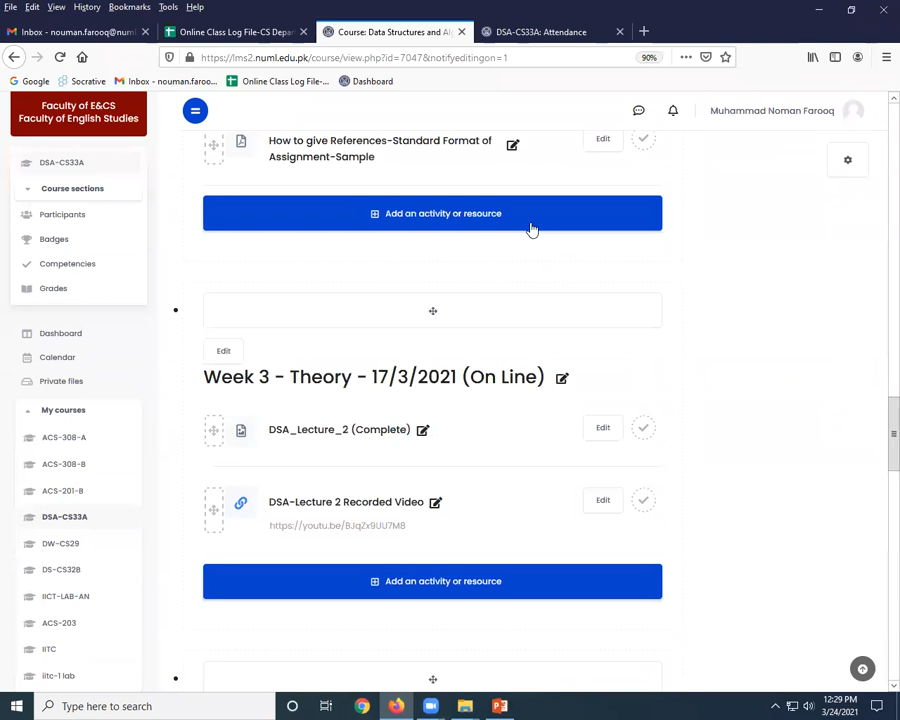 File Edit View History Bookmarks Tools Help
Inbox - nouman.farooq@numl
Online Class Log File-CS Depar
Course: Data Structures and Alg
DSA-CS33A: Attendance
https://lms2.numl.edu.pk/course/view.php?id=7047&notifyeditingon=1
90%
Google
Socrative
Inbox - nouman.faroo...
Online Class Log File-...
Dashboard
Faculty of E&CS
Faculty of English Studies
Muhammad Noman Farooq
DSA-CS33A
Course sections
Participants
Badges
Competencies
Grades
Dashboard
Calendar
Private files
My courses
ACS-308-A
ACS-308-B
ACS-201-B
DSA-CS33A
DW-CS29
DS-CS32B
IICT-LAB-AN
ACS-203
IITC
iitc-1 lab
How to give References-Standard Format of
Assignment-Sample
Edit
Add an activity or resource
Edit
Week 3 - Theory - 17/3/2021 (On Line)
DSA_Lecture_2 (Complete)
Edit
DSA-Lecture 2 Recorded Video
Edit
https://youtu.be/BJqZx9UU7M8
Add an activity or resource
Type here to search
12:29 PM
3/24/2021